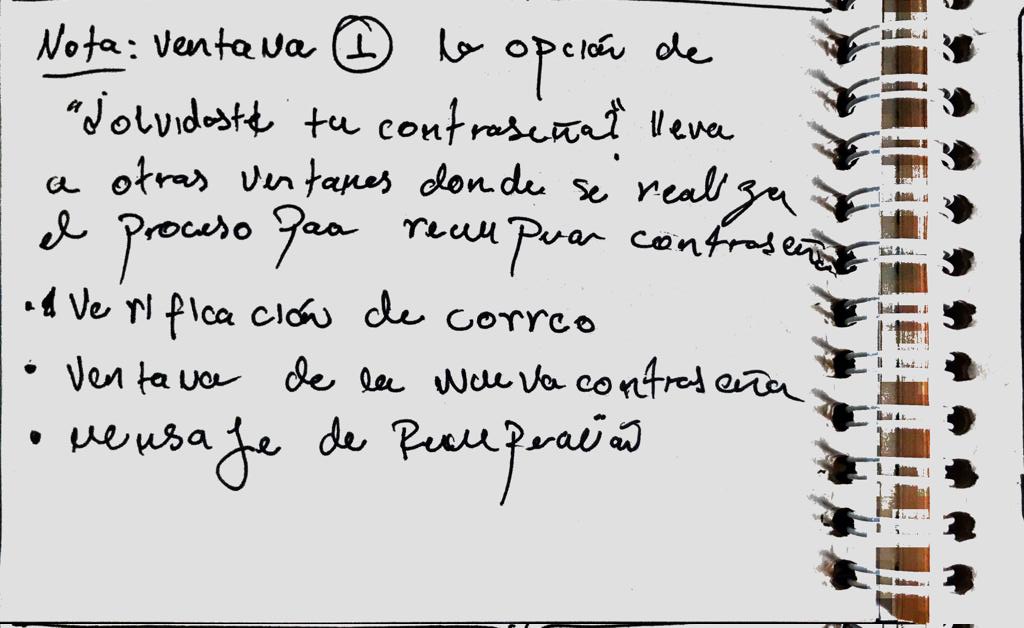 Nota: ventana ① La opción de
"¿olvidaste tu contraseña?" lleva
a otras ventanas donde se realiza
el proceso para recuperar contraseña
• Verificación de correo
• Ventana de la nueva contraseña
• mensaje de Recuperación